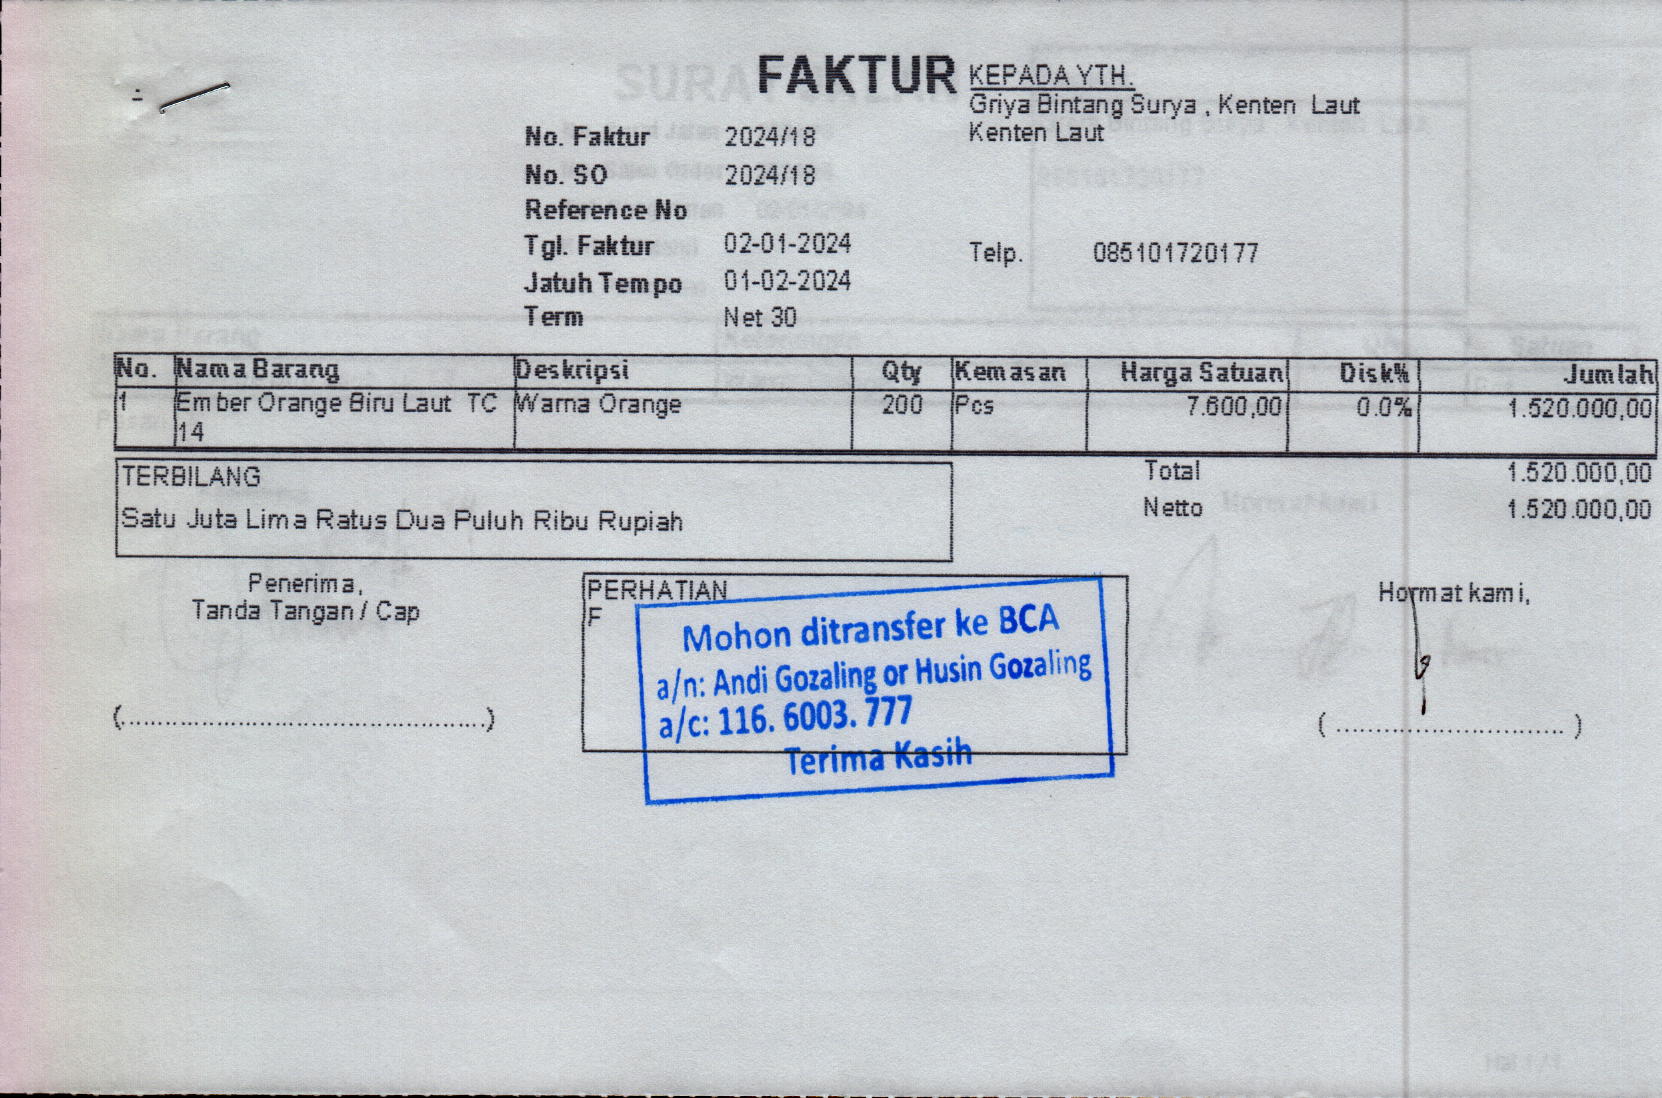 FAKTUR
KEPADA YTH.
Griya Bintang Surya , Kenten Laut
Kenten Laut
No. Faktur 2024/18
No. SO 2024/18
Reference No
Tgl. Faktur 02-01-2024
Telp. 085101720177
Jatuh Tempo 01-02-2024
Term Net 30
No. Nama Barang Deskripsi Qty Kemasan Harga Satuan Disk% Jumlah
1 Ember Orange Biru Laut TC Warna Orange 200 Pcs 7.600,00 0.0% 1.520.000,00
14
TERBILANG
Satu Juta Lima Ratus Dua Puluh Ribu Rupiah
Total 1.520.000,00
Netto 1.520.000,00
Penerima,
Tanda Tangan / Cap
(..................................................)
PERHATIAN
F
Mohon ditransfer ke BCA
a/n: Andi Gozaling or Husin Gozaling
a/c: 116. 6003. 777
Terima Kasih
Hormat kami,
( ............................. )